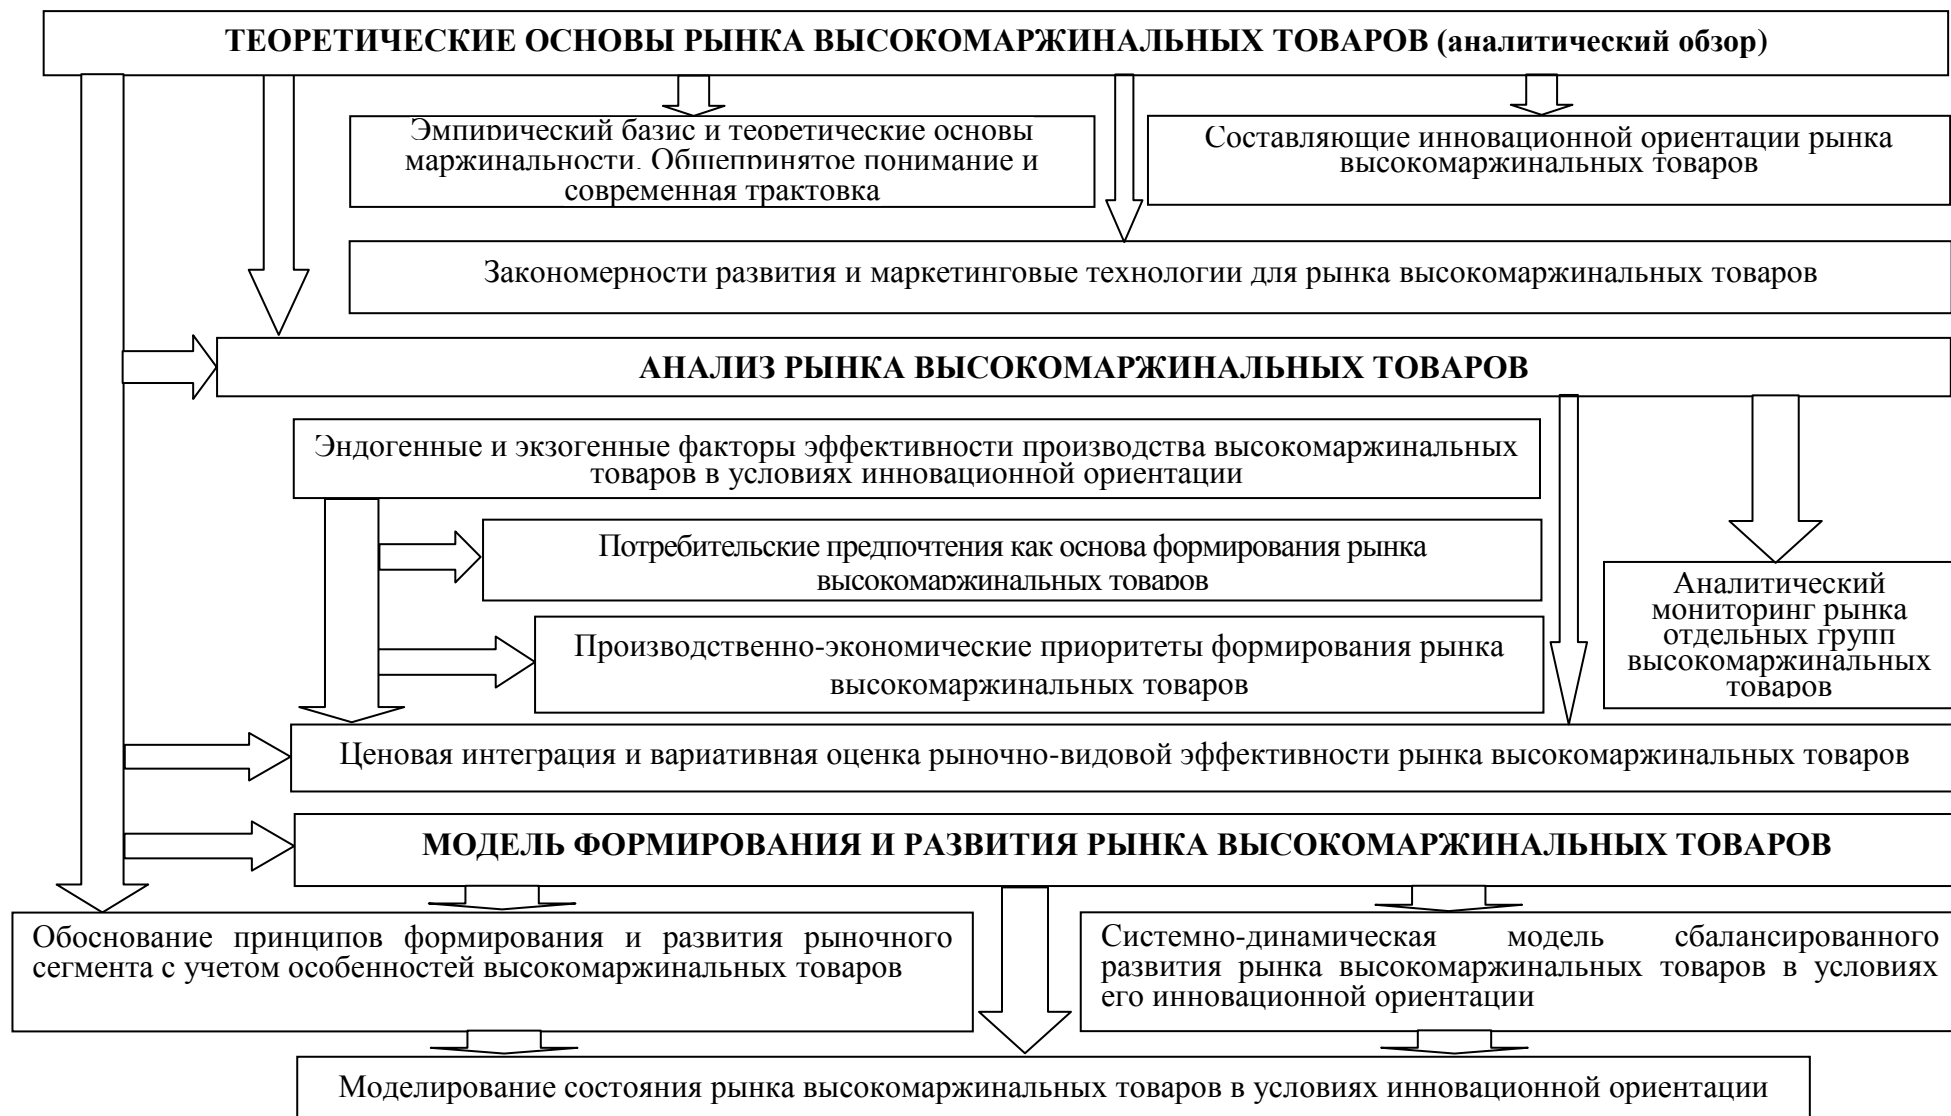 ТЕОРЕТИЧЕСКИЕ ОСНОВЫ РЫНКА ВЫСОКОМАРЖИНАЛЬНЫХ ТОВАРОВ (аналитический обзор)
Эмпирический базис и теоретические основы
маржинальности. Общепринятое понимание и
современная трактовка
Составляющие инновационной ориентации рынка
высокомаржинальных товаров
Закономерности развития и маркетинговые технологии для рынка высокомаржинальных товаров
АНАЛИЗ РЫНКА ВЫСОКОМАРЖИНАЛЬНЫХ ТОВАРОВ
Эндогенные и экзогенные факторы эффективности производства высокомаржинальных
товаров в условиях инновационной ориентации
Потребительские предпочтения как основа формирования рынка
высокомаржинальных товаров
Производственно-экономические приоритеты формирования рынка
высокомаржинальных товаров
Аналитический
мониторинг рынка
отдельных групп
высокомаржинальных
товаров
Ценовая интеграция и вариативная оценка рыночно-видовой эффективности рынка высокомаржинальных товаров
МОДЕЛЬ ФОРМИРОВАНИЯ И РАЗВИТИЯ РЫНКА ВЫСОКОМАРЖИНАЛЬНЫХ ТОВАРОВ
Обоснование принципов формирования и развития рыночного
сегмента с учетом особенностей высокомаржинальных товаров
Системно-динамическая модель сбалансированного
развития рынка высокомаржинальных товаров в условиях
его инновационной ориентации
Моделирование состояния рынка высокомаржинальных товаров в условиях инновационной ориентации